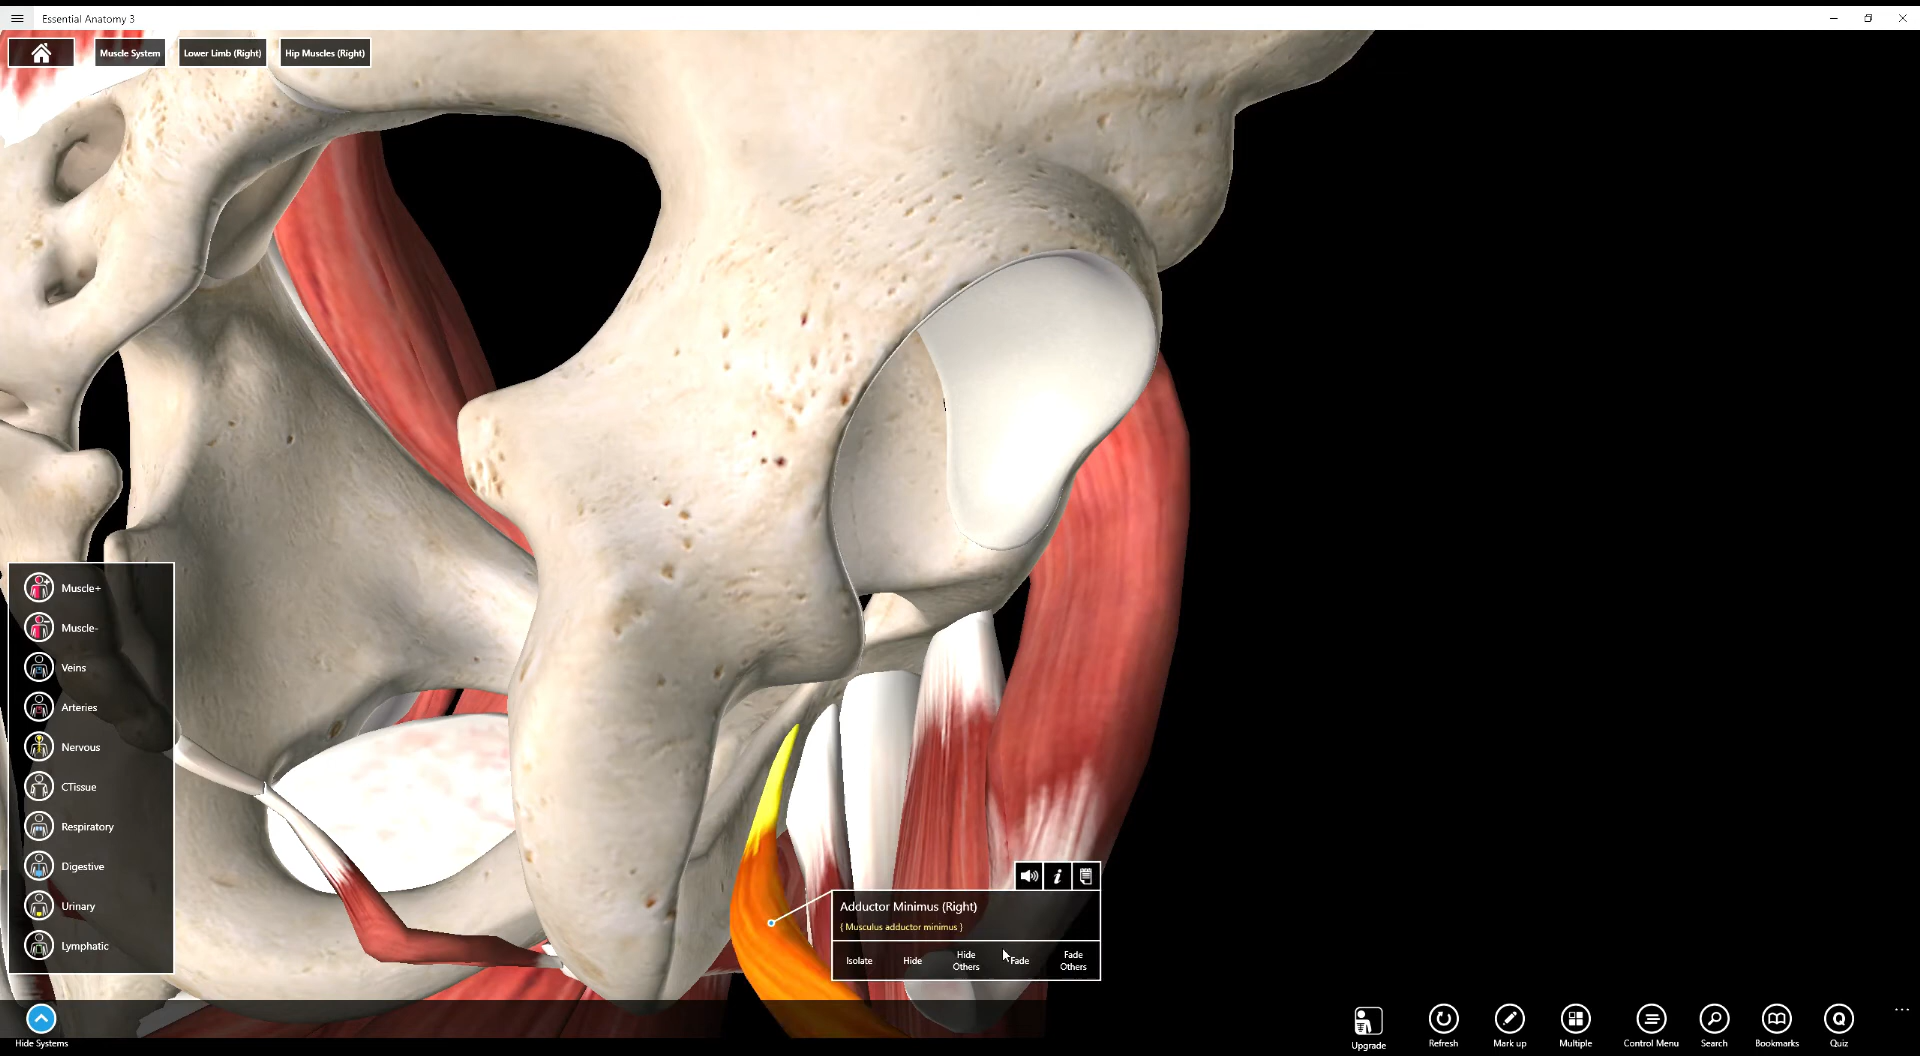 Essential Anatomy 3
Muscle System
Lower Limb (Right)
Hip Muscles (Right)
Muscle+
Muscle-
Veins
Arteries
Nervous
CTissue
Respiratory
Digestive
Urinary
Lymphatic
Adductor Minimus (Right)
{ Musculus adductor minimus }
Isolate
Hide
Hide
Others
Fade
Fade
Others
Hide Systems
Upgrade
Refresh
Mark up
Multiple
Control Menu
Search
Bookmarks
Q
Quiz